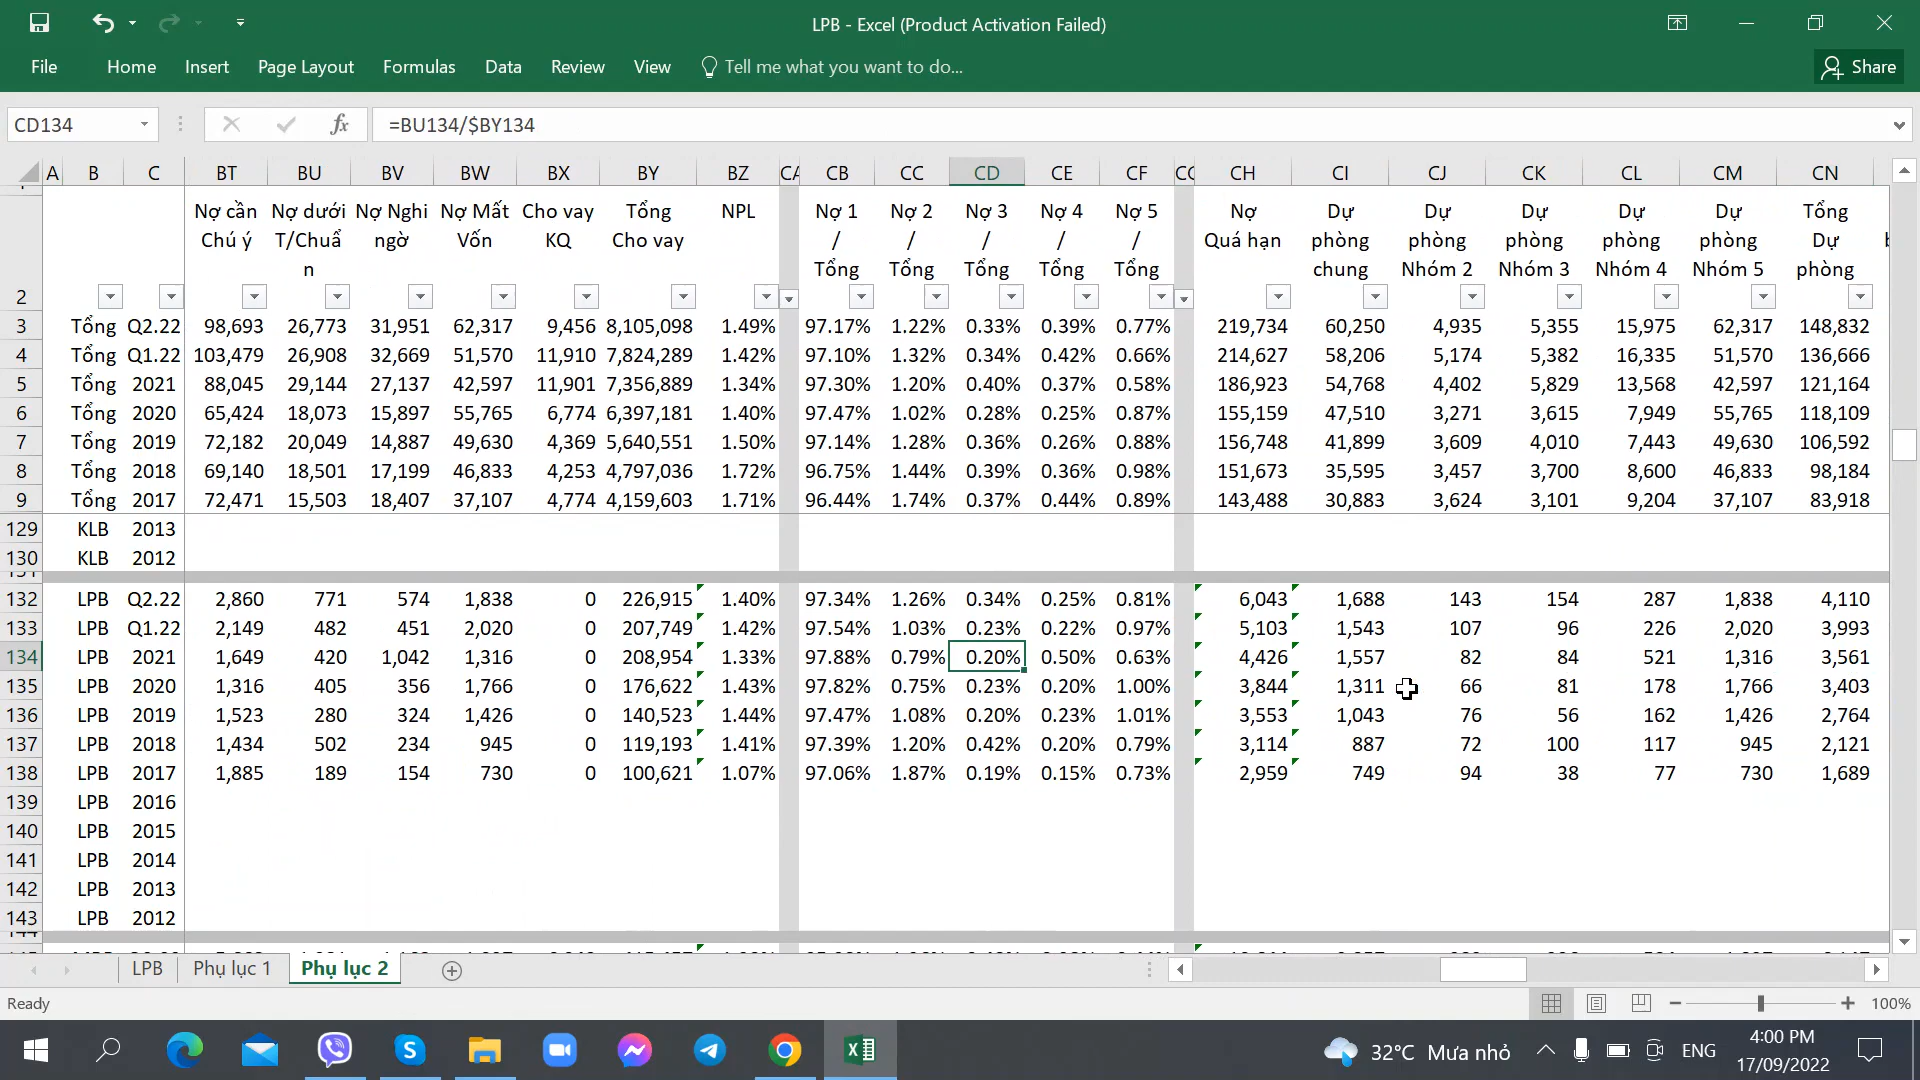 LPB - Excel (Product Activation Failed)
File Home Insert Page Layout Formulas Data Review View Tell me what you want to do... Share
CD134 fx =BU134/$BY134
A B C BT BU BV BW BX BY BZ CB CC CD CE CF CH CI CJ CK CL CM CN
Nợ cần Nợ dưới Nợ Nghi Nợ Mất Cho vay Tổng NPL Nợ 1 Nợ 2 Nợ 3 Nợ 4 Nợ 5 Nợ Dự Dự Dự Dự Dự Tổng
Chú ý T/Chuẩ ngờ Vốn KQ Cho vay / / / / / Quá hạn phòng phòng phòng phòng phòng Dự
n Tổng Tổng Tổng Tổng Tổng chung Nhóm 2 Nhóm 3 Nhóm 4 Nhóm 5 phòng
2
3 Tổng Q2.22 98,693 26,773 31,951 62,317 9,456 8,105,098 1.49% 97.17% 1.22% 0.33% 0.39% 0.77% 219,734 60,250 4,935 5,355 15,975 62,317 148,832
4 Tổng Q1.22 103,479 26,908 32,669 51,570 11,910 7,824,289 1.42% 97.10% 1.32% 0.34% 0.42% 0.66% 214,627 58,206 5,174 5,382 16,335 51,570 136,666
5 Tổng 2021 88,045 29,144 27,137 42,597 11,901 7,356,889 1.34% 97.30% 1.20% 0.40% 0.37% 0.58% 186,923 54,768 4,402 5,829 13,568 42,597 121,164
6 Tổng 2020 65,424 18,073 15,897 55,765 6,774 6,397,181 1.40% 97.47% 1.02% 0.28% 0.25% 0.87% 155,159 47,510 3,271 3,615 7,949 55,765 118,109
7 Tổng 2019 72,182 20,049 14,887 49,630 4,369 5,640,551 1.50% 97.14% 1.28% 0.36% 0.26% 0.88% 156,748 41,899 3,609 4,010 7,443 49,630 106,592
8 Tổng 2018 69,140 18,501 17,199 46,833 4,253 4,797,036 1.72% 96.75% 1.44% 0.39% 0.36% 0.98% 151,673 35,595 3,457 3,700 8,600 46,833 98,184
9 Tổng 2017 72,471 15,503 18,407 37,107 4,774 4,159,603 1.71% 96.44% 1.74% 0.37% 0.44% 0.89% 143,488 30,883 3,624 3,101 9,204 37,107 83,918
129 KLB 2013
130 KLB 2012
132 LPB Q2.22 2,860 771 574 1,838 0 226,915 1.40% 97.34% 1.26% 0.34% 0.25% 0.81% 6,043 1,688 143 154 287 1,838 4,110
133 LPB Q1.22 2,149 482 451 2,020 0 207,749 1.42% 97.54% 1.03% 0.23% 0.22% 0.97% 5,103 1,543 107 96 226 2,020 3,993
134 LPB 2021 1,649 420 1,042 1,316 0 208,954 1.33% 97.88% 0.79% 0.20% 0.50% 0.63% 4,426 1,557 82 84 521 1,316 3,561
135 LPB 2020 1,316 405 356 1,766 0 176,622 1.43% 97.82% 0.75% 0.23% 0.20% 1.00% 3,844 1,311 66 81 178 1,766 3,403
136 LPB 2019 1,523 280 324 1,426 0 140,523 1.44% 97.47% 1.08% 0.20% 0.23% 1.01% 3,553 1,043 76 56 162 1,426 2,764
137 LPB 2018 1,434 502 234 945 0 119,193 1.41% 97.39% 1.20% 0.42% 0.20% 0.79% 3,114 887 72 100 117 945 2,121
138 LPB 2017 1,885 189 154 730 0 100,621 1.07% 97.06% 1.87% 0.19% 0.15% 0.73% 2,959 749 94 38 77 730 1,689
139 LPB 2016
140 LPB 2015
141 LPB 2014
142 LPB 2013
143 LPB 2012
LPB Phụ lục 1 Phụ lục 2
Ready 100%
32°C Mưa nhỏ ENG 4:00 PM
17/09/2022